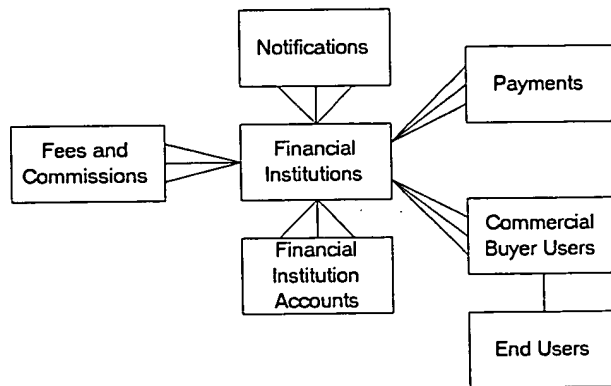 Notifications
Payments
Fees and
Commissions
Financial
Institutions
Commercial
Buyer Users
Financial
Institution
Accounts
End Users